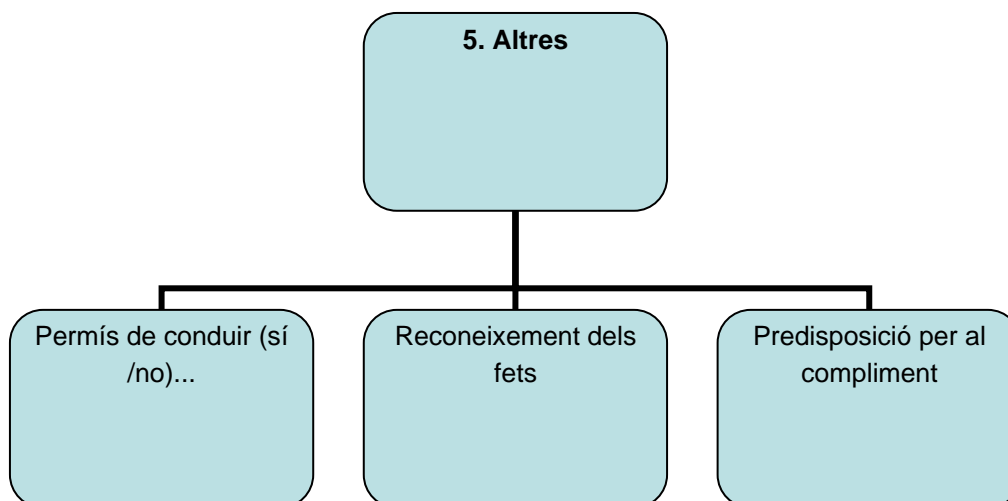 5. Altres
Permís de conduir (sí
/no)...
Reconeixement dels
fets
Predisposició per al
compliment